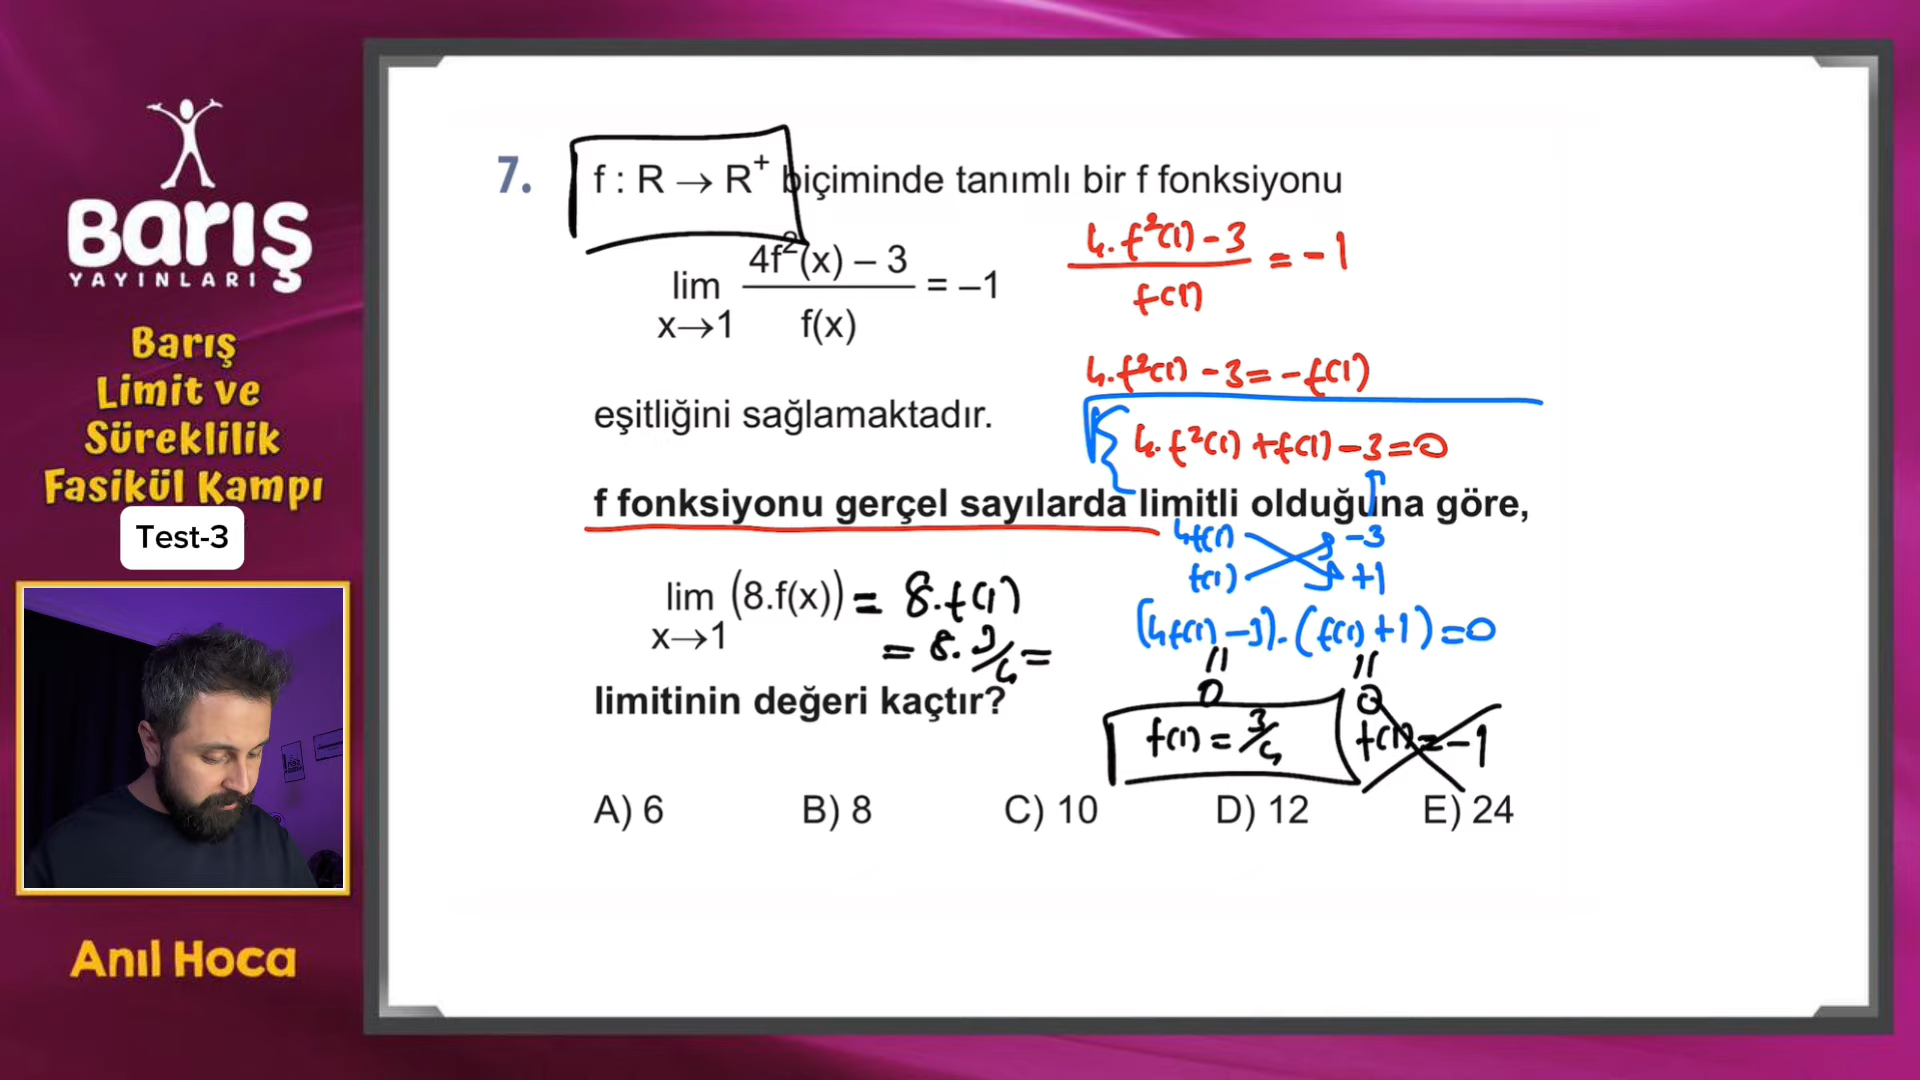 Barış
YAYINLARI
Barış
Limit ve
Süreklilik
Fasikül Kampı
Test-3
Anıl Hoca
7. f : R → R⁺ biçiminde tanımlı bir f fonksiyonu
lim x→1 (4f²(x) – 3) / f(x) = –1
eşitliğini sağlamaktadır.
f fonksiyonu gerçel sayılarda limitli olduğuna göre,
lim x→1 (8.f(x)) = 8.f(1)
= 8. 3/4 =
limitinin değeri kaçtır?
A) 6 B) 8 C) 10 D) 12 E) 24
(4.f²(1) - 3) / f(1) = -1
4.f²(1) - 3 = -f(1)
4.f²(1) + f(1) - 3 = 0
4f(1) -3
f(1) +1
(4f(1) - 3).(f(1) + 1) = 0
0 0
f(1) = 3/4 f(1) = -1